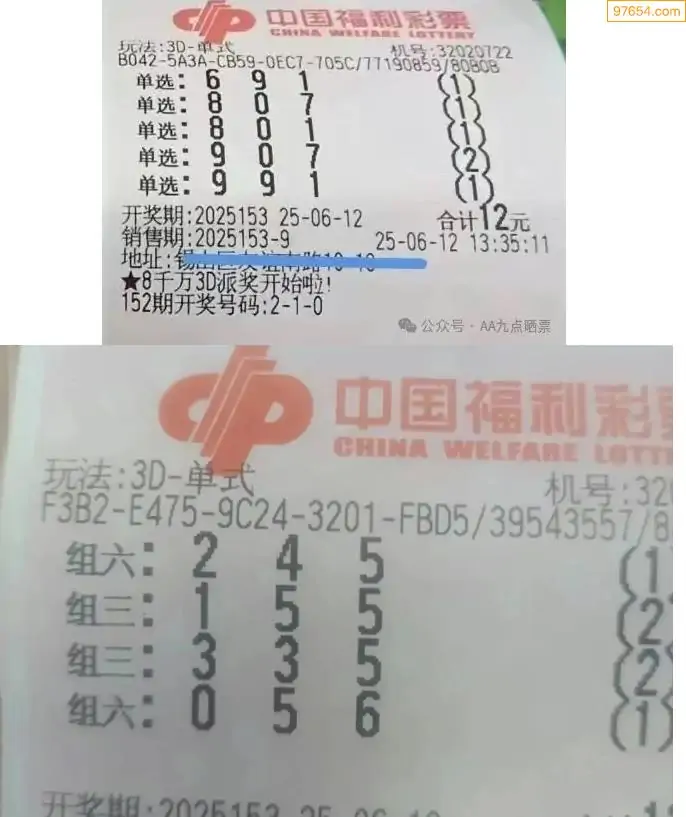 97654.com
中国福利彩票
CHINA WELFARE LOTTERY
玩法:3D-单式 机号:32020722
B042-5A3A-CB59-0EC7-705C/77190859/80B0B
单选: 6 9 1 (1)
单选: 8 0 7 (1)
单选: 8 0 1 (1)
单选: 9 0 7 (2)
单选: 9 9 1 (1)
开奖期:2025153 25-06-12 合计12元
销售期:2025153-9 25-06-12 13:35:11
地址:
★8千万3D派奖开始啦!
152期开奖号码:2-1-0
公众号·AA九点晒票
中国福利彩票
CHINA WELFARE LOTT
玩法:3D-单式 机号:320
F3B2-E475-9C24-3201-FBD5/39543557/8
组六: 2 4 5 (1
组三: 1 5 5 (2
组三: 3 3 5 (2)
组六: 0 5 6 (1)
开奖期:2025153